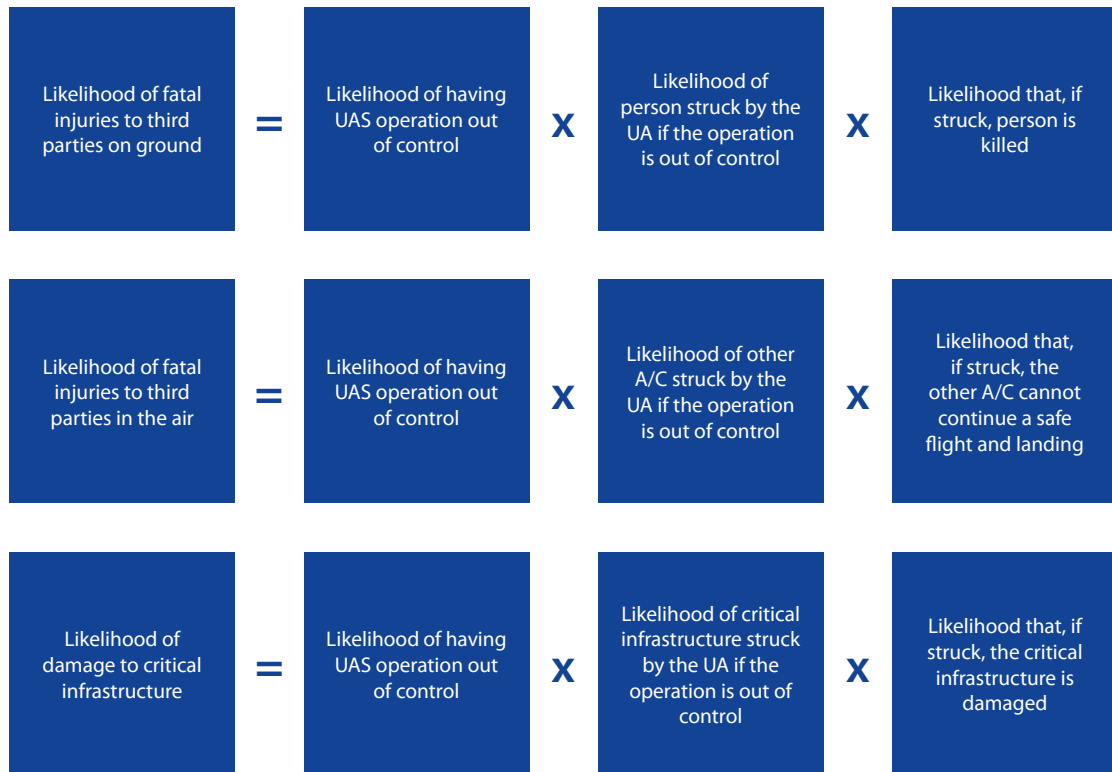 Likelihood of fatal
injuries to third
parties on ground
=
Likelihood of having
UAS operation out
of control
x
Likelihood of
person struck by the
UA if the operation
is out of control
x
Likelihood that, if
struck, person is
killed
Likelihood of fatal
injuries to third
parties in the air
=
Likelihood of having
UAS operation out
of control
x
Likelihood of other
A/C struck by the
UA if the operation
is out of control
x
Likelihood that,
if struck, the
other A/C cannot
continue a safe
flight and landing
Likelihood of
damage to critical
infrastructure
=
Likelihood of having
UAS operation out
of control
x
Likelihood of critical
infrastructure struck
by the UA if the
operation is out of
control
x
Likelihood that, if
struck, the critical
infrastructure is
damaged